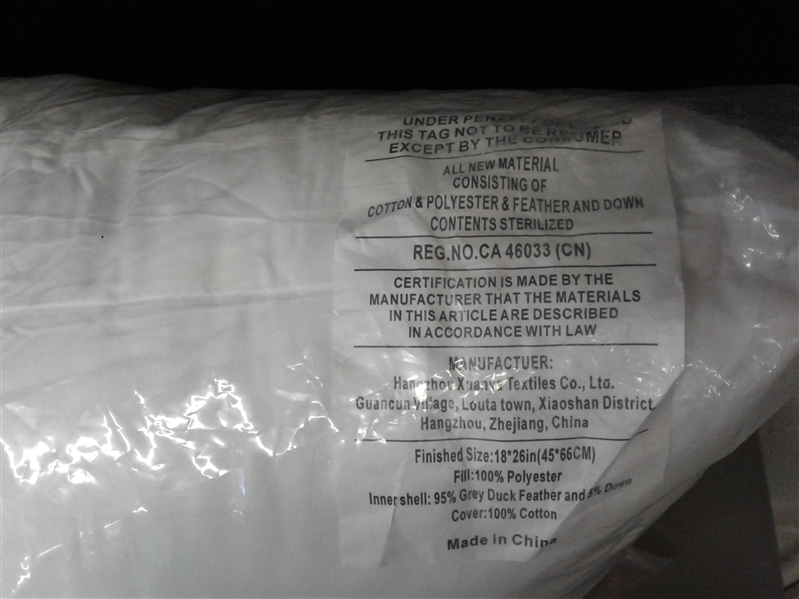 UNDER PENALTY OF
THIS TAG NOT TO BE REUMED
EXCEPT BY THE CONSUMER
ALL NEW MATERIAL
CONSISTING OF
COTTON & POLYESTER & FEATHER AND DOWN
CONTENTS STERILIZED
REG.NO.CA 46033 (CN)
CERTIFICATION IS MADE BY THE
MANUFACTURER THAT THE MATERIALS
IN THIS ARTICLE ARE DESCRIBED
IN ACCORDANCE WITH LAW
MANUFACTUER:
Hangzhou Xuanye Textiles Co., Ltd.
Guancun Village, Louta town, Xiaoshan District
Hangzhou, Zhejiang, China
Finished Size:18*26in(45*66CM)
Fill:100% Polyester
Inner shell: 95% Grey Duck Feather and 5% Down
Cover:100% Cotton
Made in China